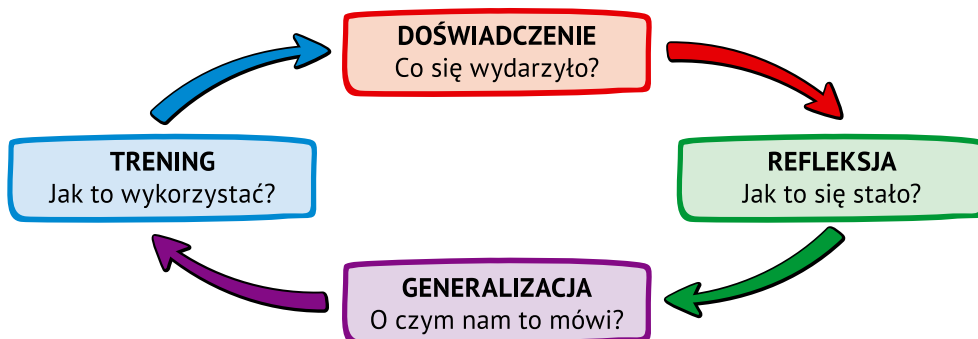 DOŚWIADCZENIE
Co się wydarzyło?
TRENING
Jak to wykorzystać?
REFLEKSJA
Jak to się stało?
GENERALIZACJA
O czym nam to mówi?